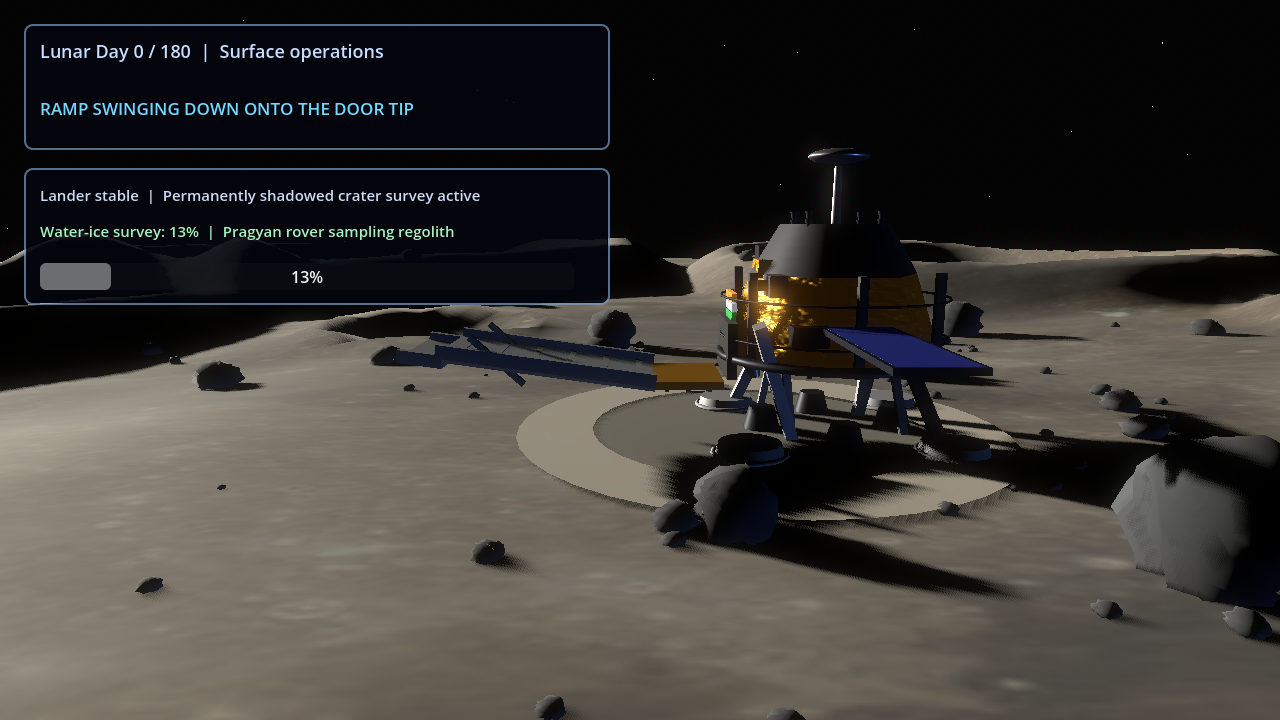 Lunar Day 0 / 180 | Surface operations
RAMP SWINGING DOWN ONTO THE DOOR TIP
Lander stable | Permanently shadowed crater survey active
Water-ice survey: 13% | Pragyan rover sampling regolith
13%